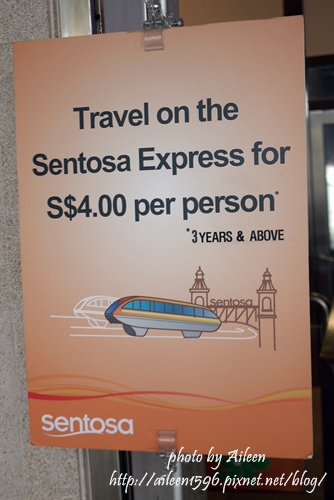 Travel on the
Sentosa Express for
S$4.00 per person*
*3 YEARS & ABOVE
sentosa
sentosa
photo by Aileen
http://aileen1596.pixnet.net/blog/